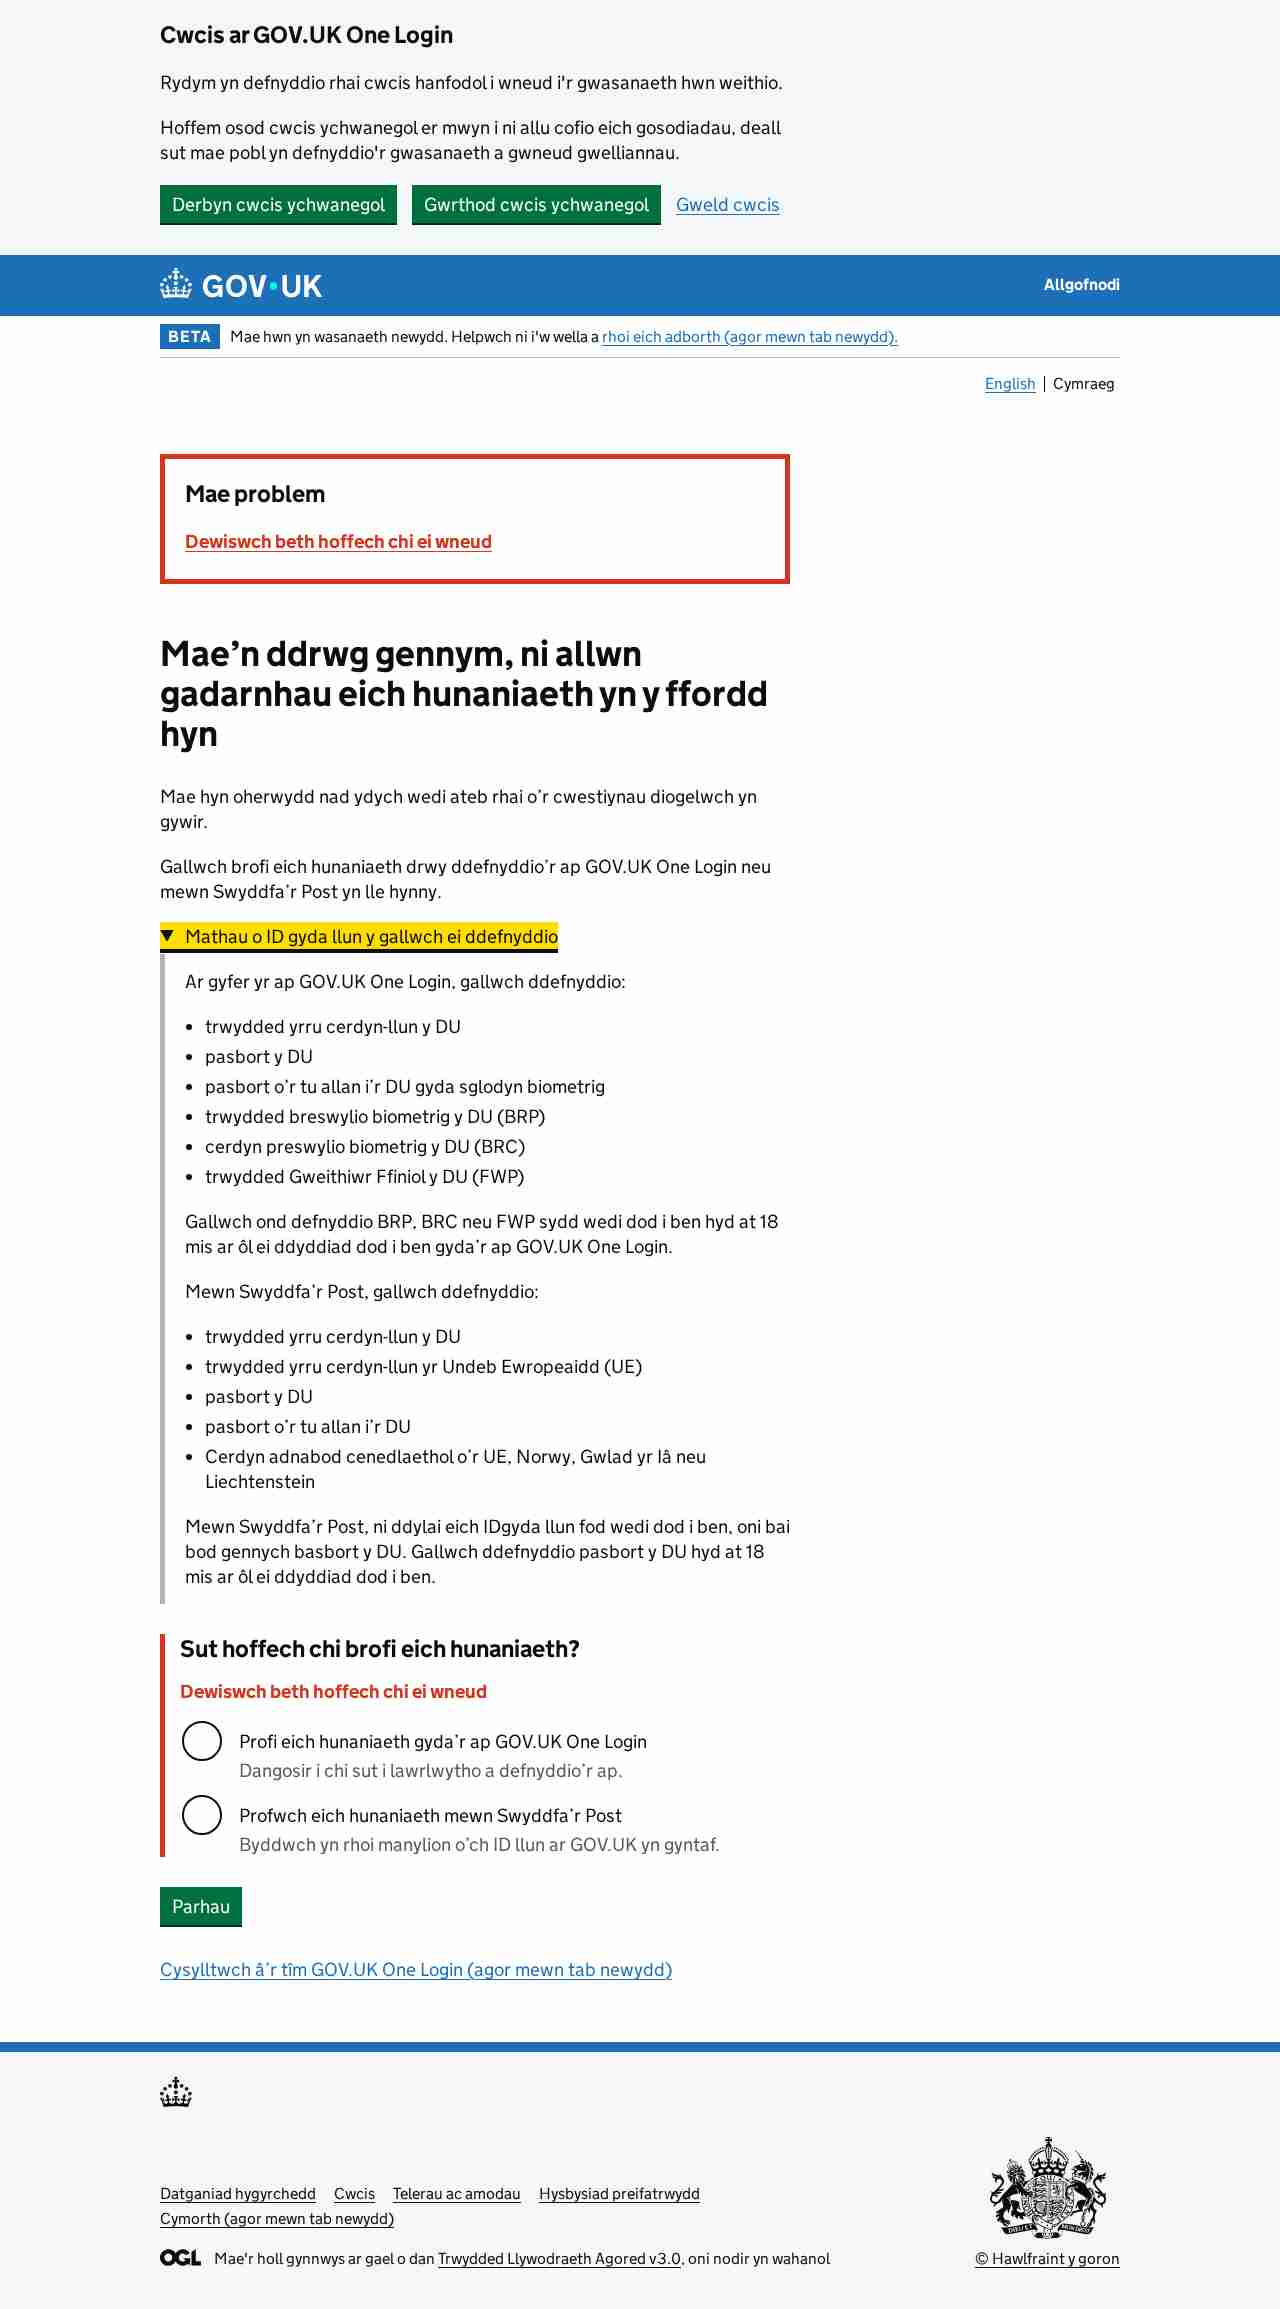 Cwcis ar GOV.UK One Login
Rydym yn defnyddio rhai cwcis hanfodol i wneud i'r gwasanaeth hwn weithio.
Hoffem osod cwcis ychwanegol er mwyn i ni allu cofio eich gosodiadau, deall
sut mae pobl yn defnyddio'r gwasanaeth a gwneud gwelliannau.
Derbyn cwcis ychwanegol Gwrthod cwcis ychwanegol Gweld cwcis
GOV·UK Allgofnodi
BETA Mae hwn yn wasanaeth newydd. Helpwch ni i'w wella a rhoi eich adborth (agor mewn tab newydd).
English | Cymraeg
Mae problem
Dewiswch beth hoffech chi ei wneud
Mae’n ddrwg gennym, ni allwn
gadarnhau eich hunaniaeth yn y ffordd
hyn
Mae hyn oherwydd nad ydych wedi ateb rhai o’r cwestiynau diogelwch yn
gywir.
Gallwch brofi eich hunaniaeth drwy ddefnyddio’r ap GOV.UK One Login neu
mewn Swyddfa’r Post yn lle hynny.
▼ Mathau o ID gyda llun y gallwch ei ddefnyddio
Ar gyfer yr ap GOV.UK One Login, gallwch ddefnyddio:
• trwydded yrru cerdyn-llun y DU
• pasbort y DU
• pasbort o’r tu allan i’r DU gyda sglodyn biometrig
• trwydded breswylio biometrig y DU (BRP)
• cerdyn preswylio biometrig y DU (BRC)
• trwydded Gweithiwr Ffiniol y DU (FWP)
Gallwch ond defnyddio BRP, BRC neu FWP sydd wedi dod i ben hyd at 18
mis ar ôl ei ddyddiad dod i ben gyda’r ap GOV.UK One Login.
Mewn Swyddfa’r Post, gallwch ddefnyddio:
• trwydded yrru cerdyn-llun y DU
• trwydded yrru cerdyn-llun yr Undeb Ewropeaidd (UE)
• pasbort y DU
• pasbort o’r tu allan i’r DU
• Cerdyn adnabod cenedlaethol o’r UE, Norwy, Gwlad yr Iâ neu
Liechtenstein
Mewn Swyddfa’r Post, ni ddylai eich IDgyda llun fod wedi dod i ben, oni bai
bod gennych basbort y DU. Gallwch ddefnyddio pasbort y DU hyd at 18
mis ar ôl ei ddyddiad dod i ben.
Sut hoffech chi brofi eich hunaniaeth?
Dewiswch beth hoffech chi ei wneud
Profi eich hunaniaeth gyda’r ap GOV.UK One Login
Dangosir i chi sut i lawrlwytho a defnyddio’r ap.
Profwch eich hunaniaeth mewn Swyddfa’r Post
Byddwch yn rhoi manylion o’ch ID llun ar GOV.UK yn gyntaf.
Parhau
Cysylltwch â’r tîm GOV.UK One Login (agor mewn tab newydd)
Datganiad hygyrchedd Cwcis Telerau ac amodau Hysbysiad preifatrwydd
Cymorth (agor mewn tab newydd)
OGL Mae'r holl gynnwys ar gael o dan Trwydded Llywodraeth Agored v3.0, oni nodir yn wahanol
© Hawlfraint y goron